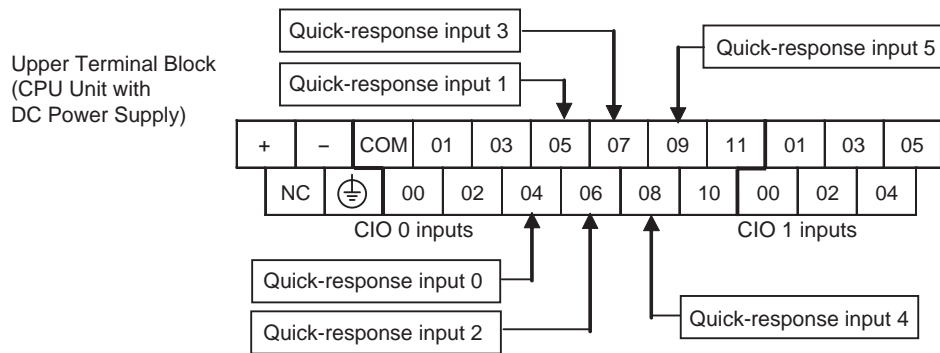 Quick-response input 3
Quick-response input 5
Upper Terminal Block
(CPU Unit with
DC Power Supply)
Quick-response input 1
+ – COM 01 03 05 07 09 11 01 03 05
NC 00 02 04 06 08 10 00 02 04
CIO 0 inputs
CIO 1 inputs
Quick-response input 0
Quick-response input 2
Quick-response input 4